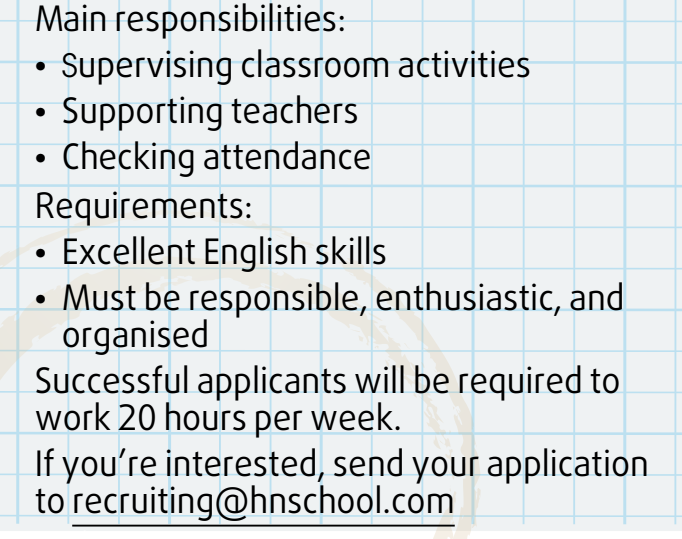 Main responsibilities:
• Supervising classroom activities
• Supporting teachers
• Checking attendance
Requirements:
• Excellent English skills
• Must be responsible, enthusiastic, and
organised
Successful applicants will be required to
work 20 hours per week.
If you’re interested, send your application
to recruiting@hnschool.com